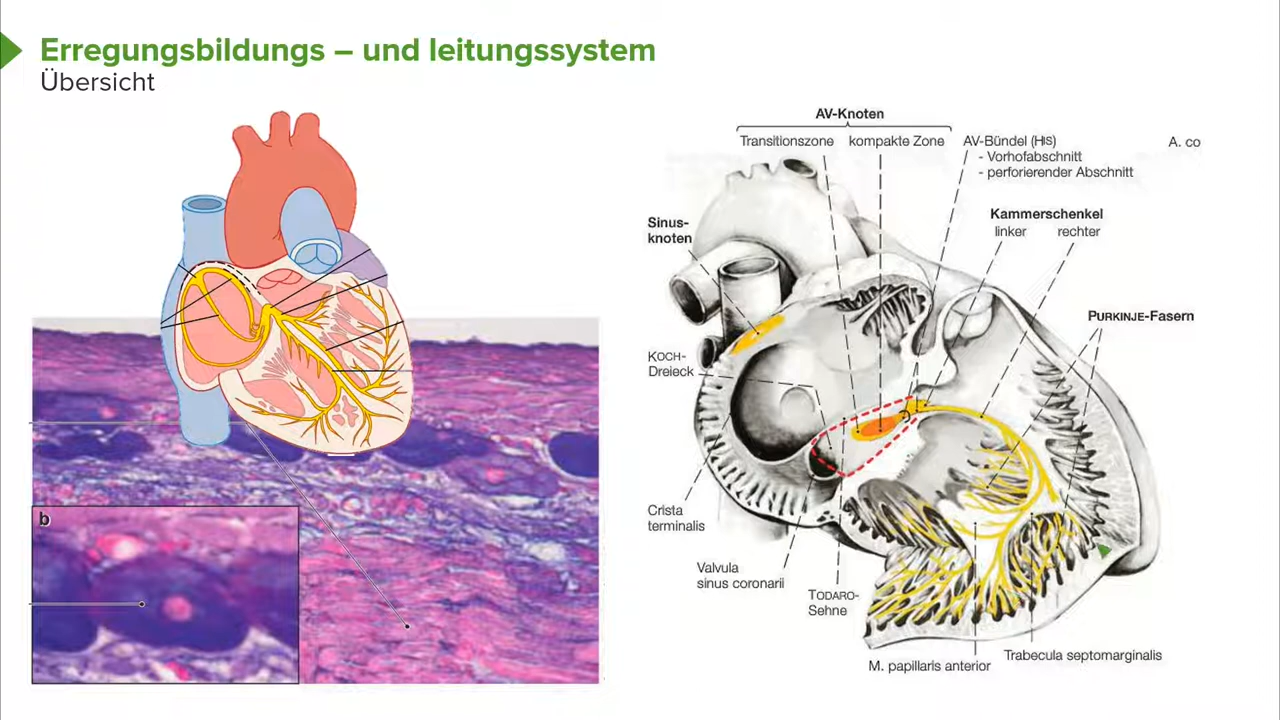 Erregungsbildungs – und leitungssystem
Übersicht
b
AV-Knoten
Transitionszone kompakte Zone
AV-Bündel (HIS)
- Vorhofabschnitt
- perforierender Abschnitt
A. co
Sinus-
knoten
Kammerschenkel
linker rechter
PURKINJE-Fasern
KOCH-
Dreieck
Crista
terminalis
Valvula
sinus coronarii
TODARO-
Sehne
M. papillaris anterior
Trabecula septomarginalis